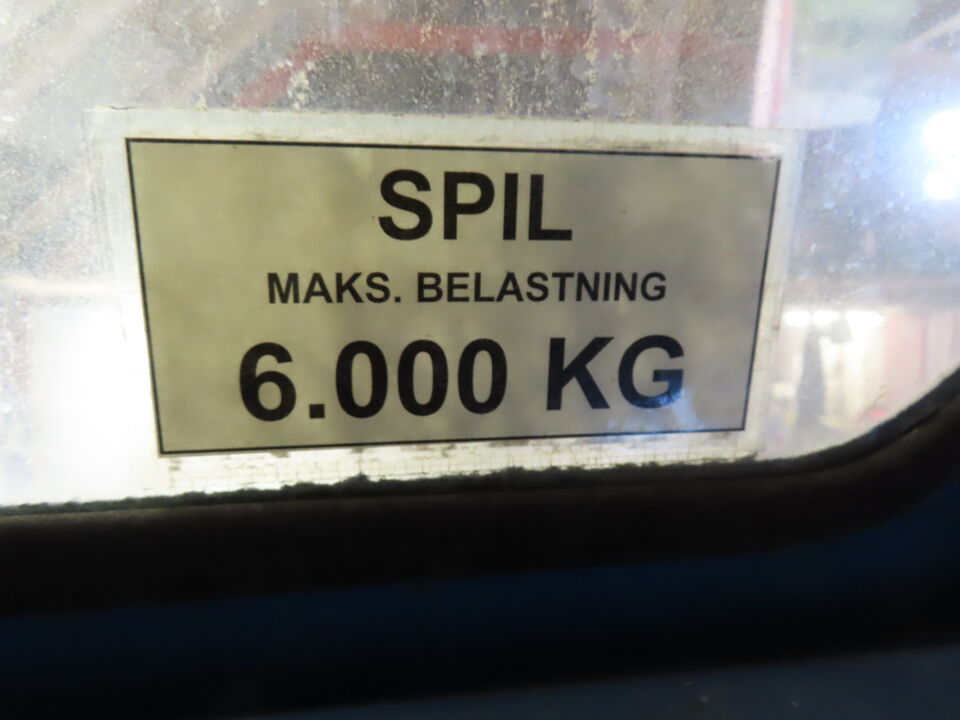 SPIL
MAKS. BELASTNING
6.000 KG